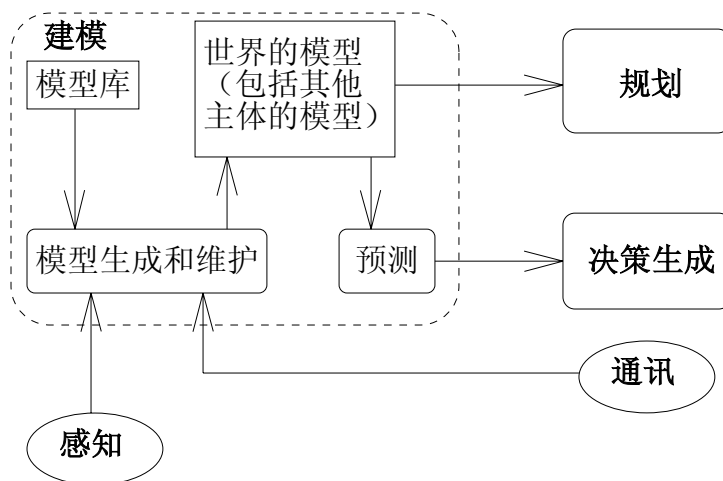 建模
模型库
世界的模型
（包括其他
主体的模型）
规划
模型生成和维护
预测
决策生成
通讯
感知